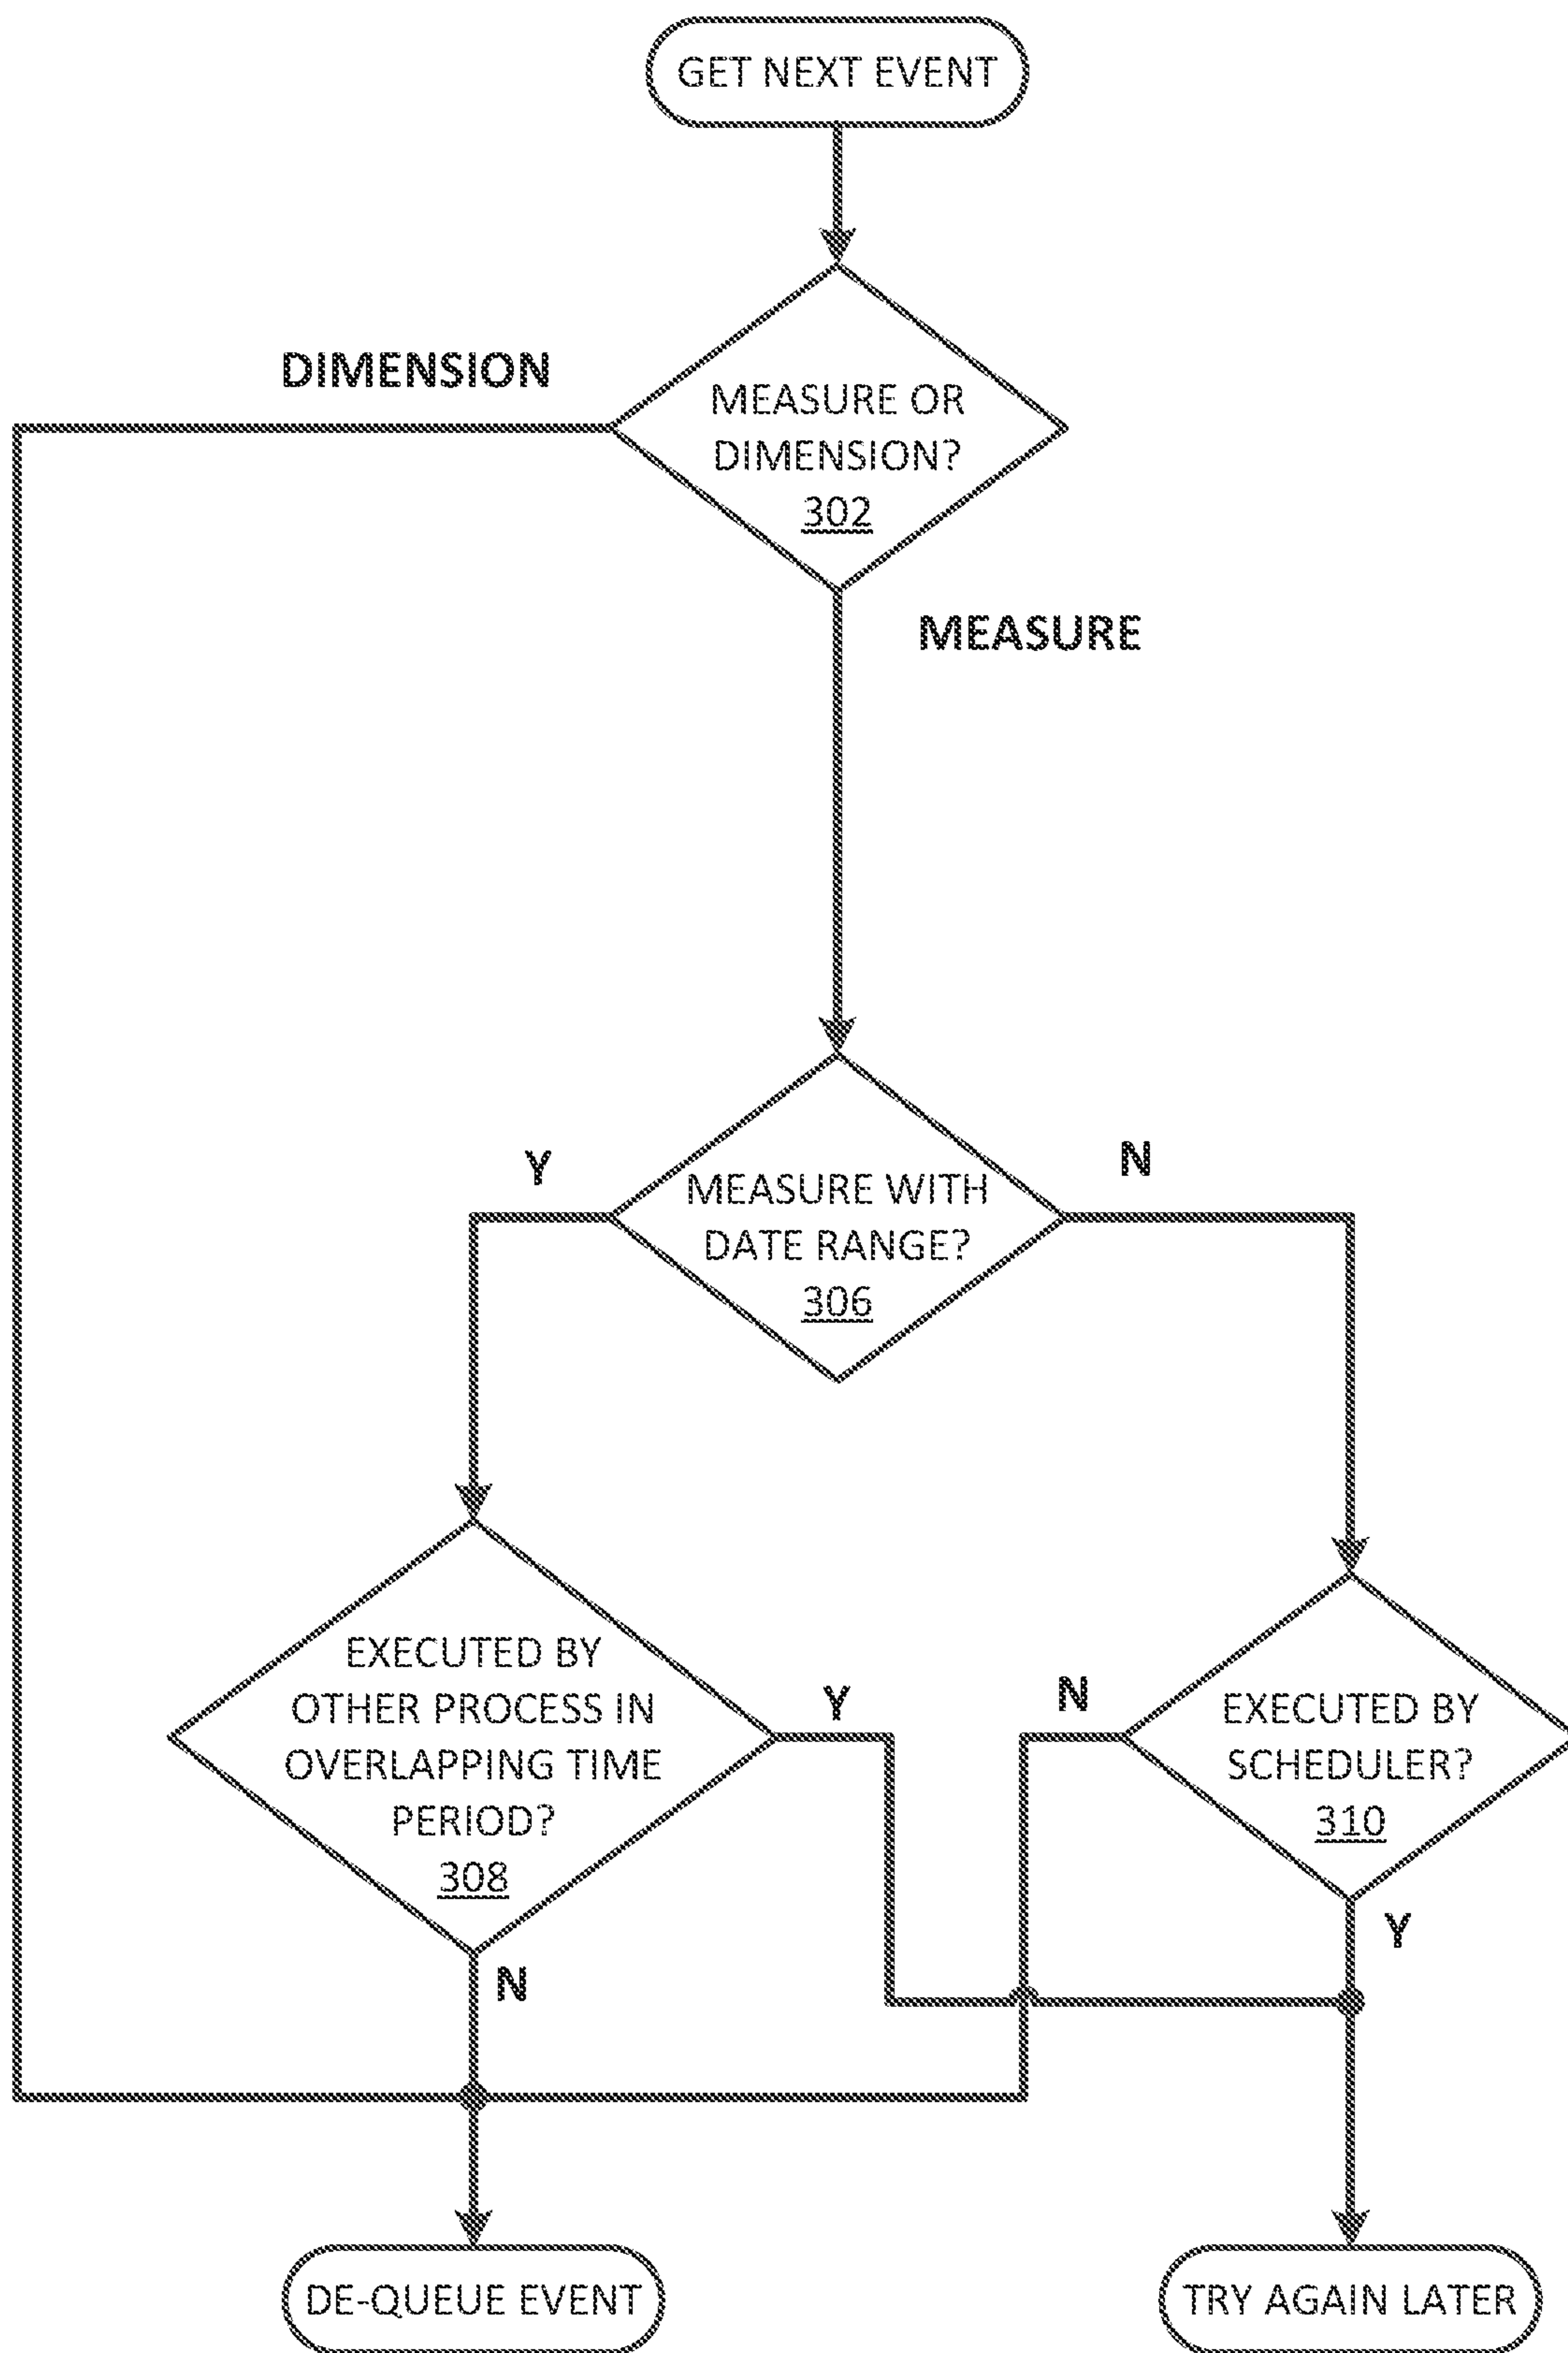 GET NEXT EVENT
DIMENSION
MEASURE OR
DIMENSION?
302
MEASURE
Y
N
MEASURE WITH
DATE RANGE?
306
EXECUTED BY
OTHER PROCESS IN
OVERLAPPING TIME
PERIOD?
308
Y
N
EXECUTED BY
SCHEDULER?
310
Y
N
DE-QUEUE EVENT
TRY AGAIN LATER